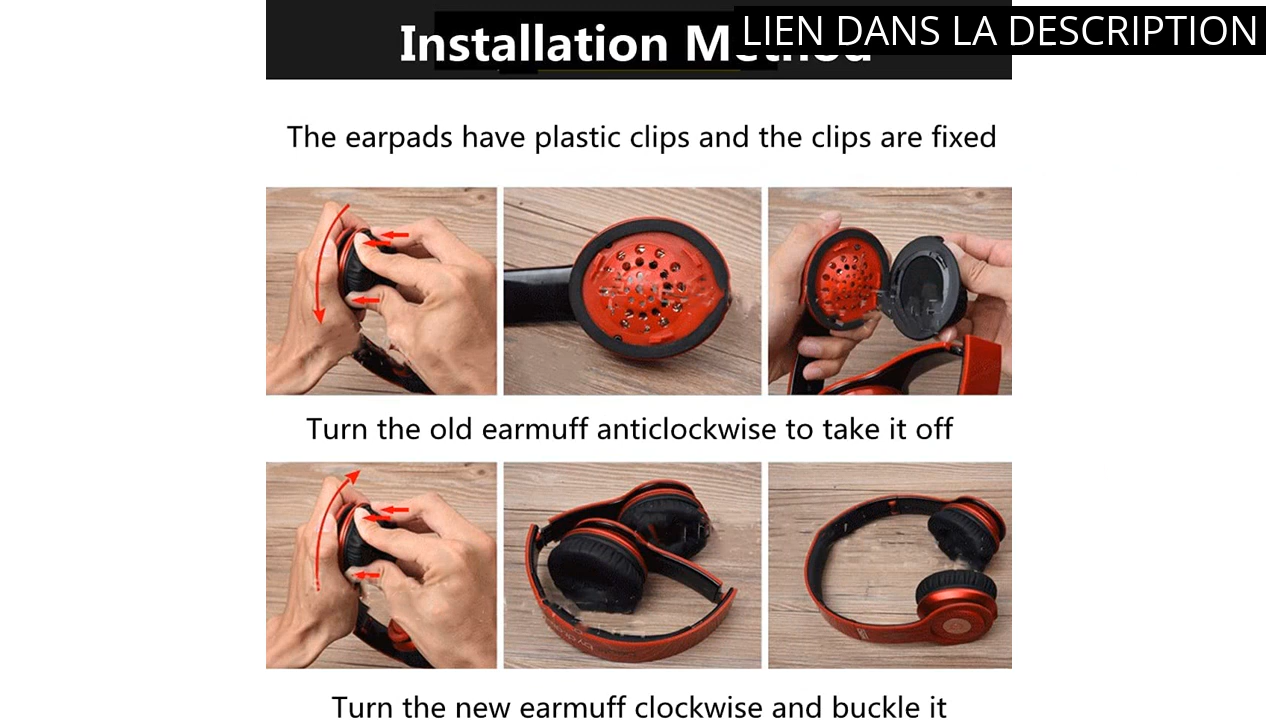 Installation Method
LIEN DANS LA DESCRIPTION
The earpads have plastic clips and the clips are fixed
Turn the old earmuff anticlockwise to take it off
Turn the new earmuff clockwise and buckle it